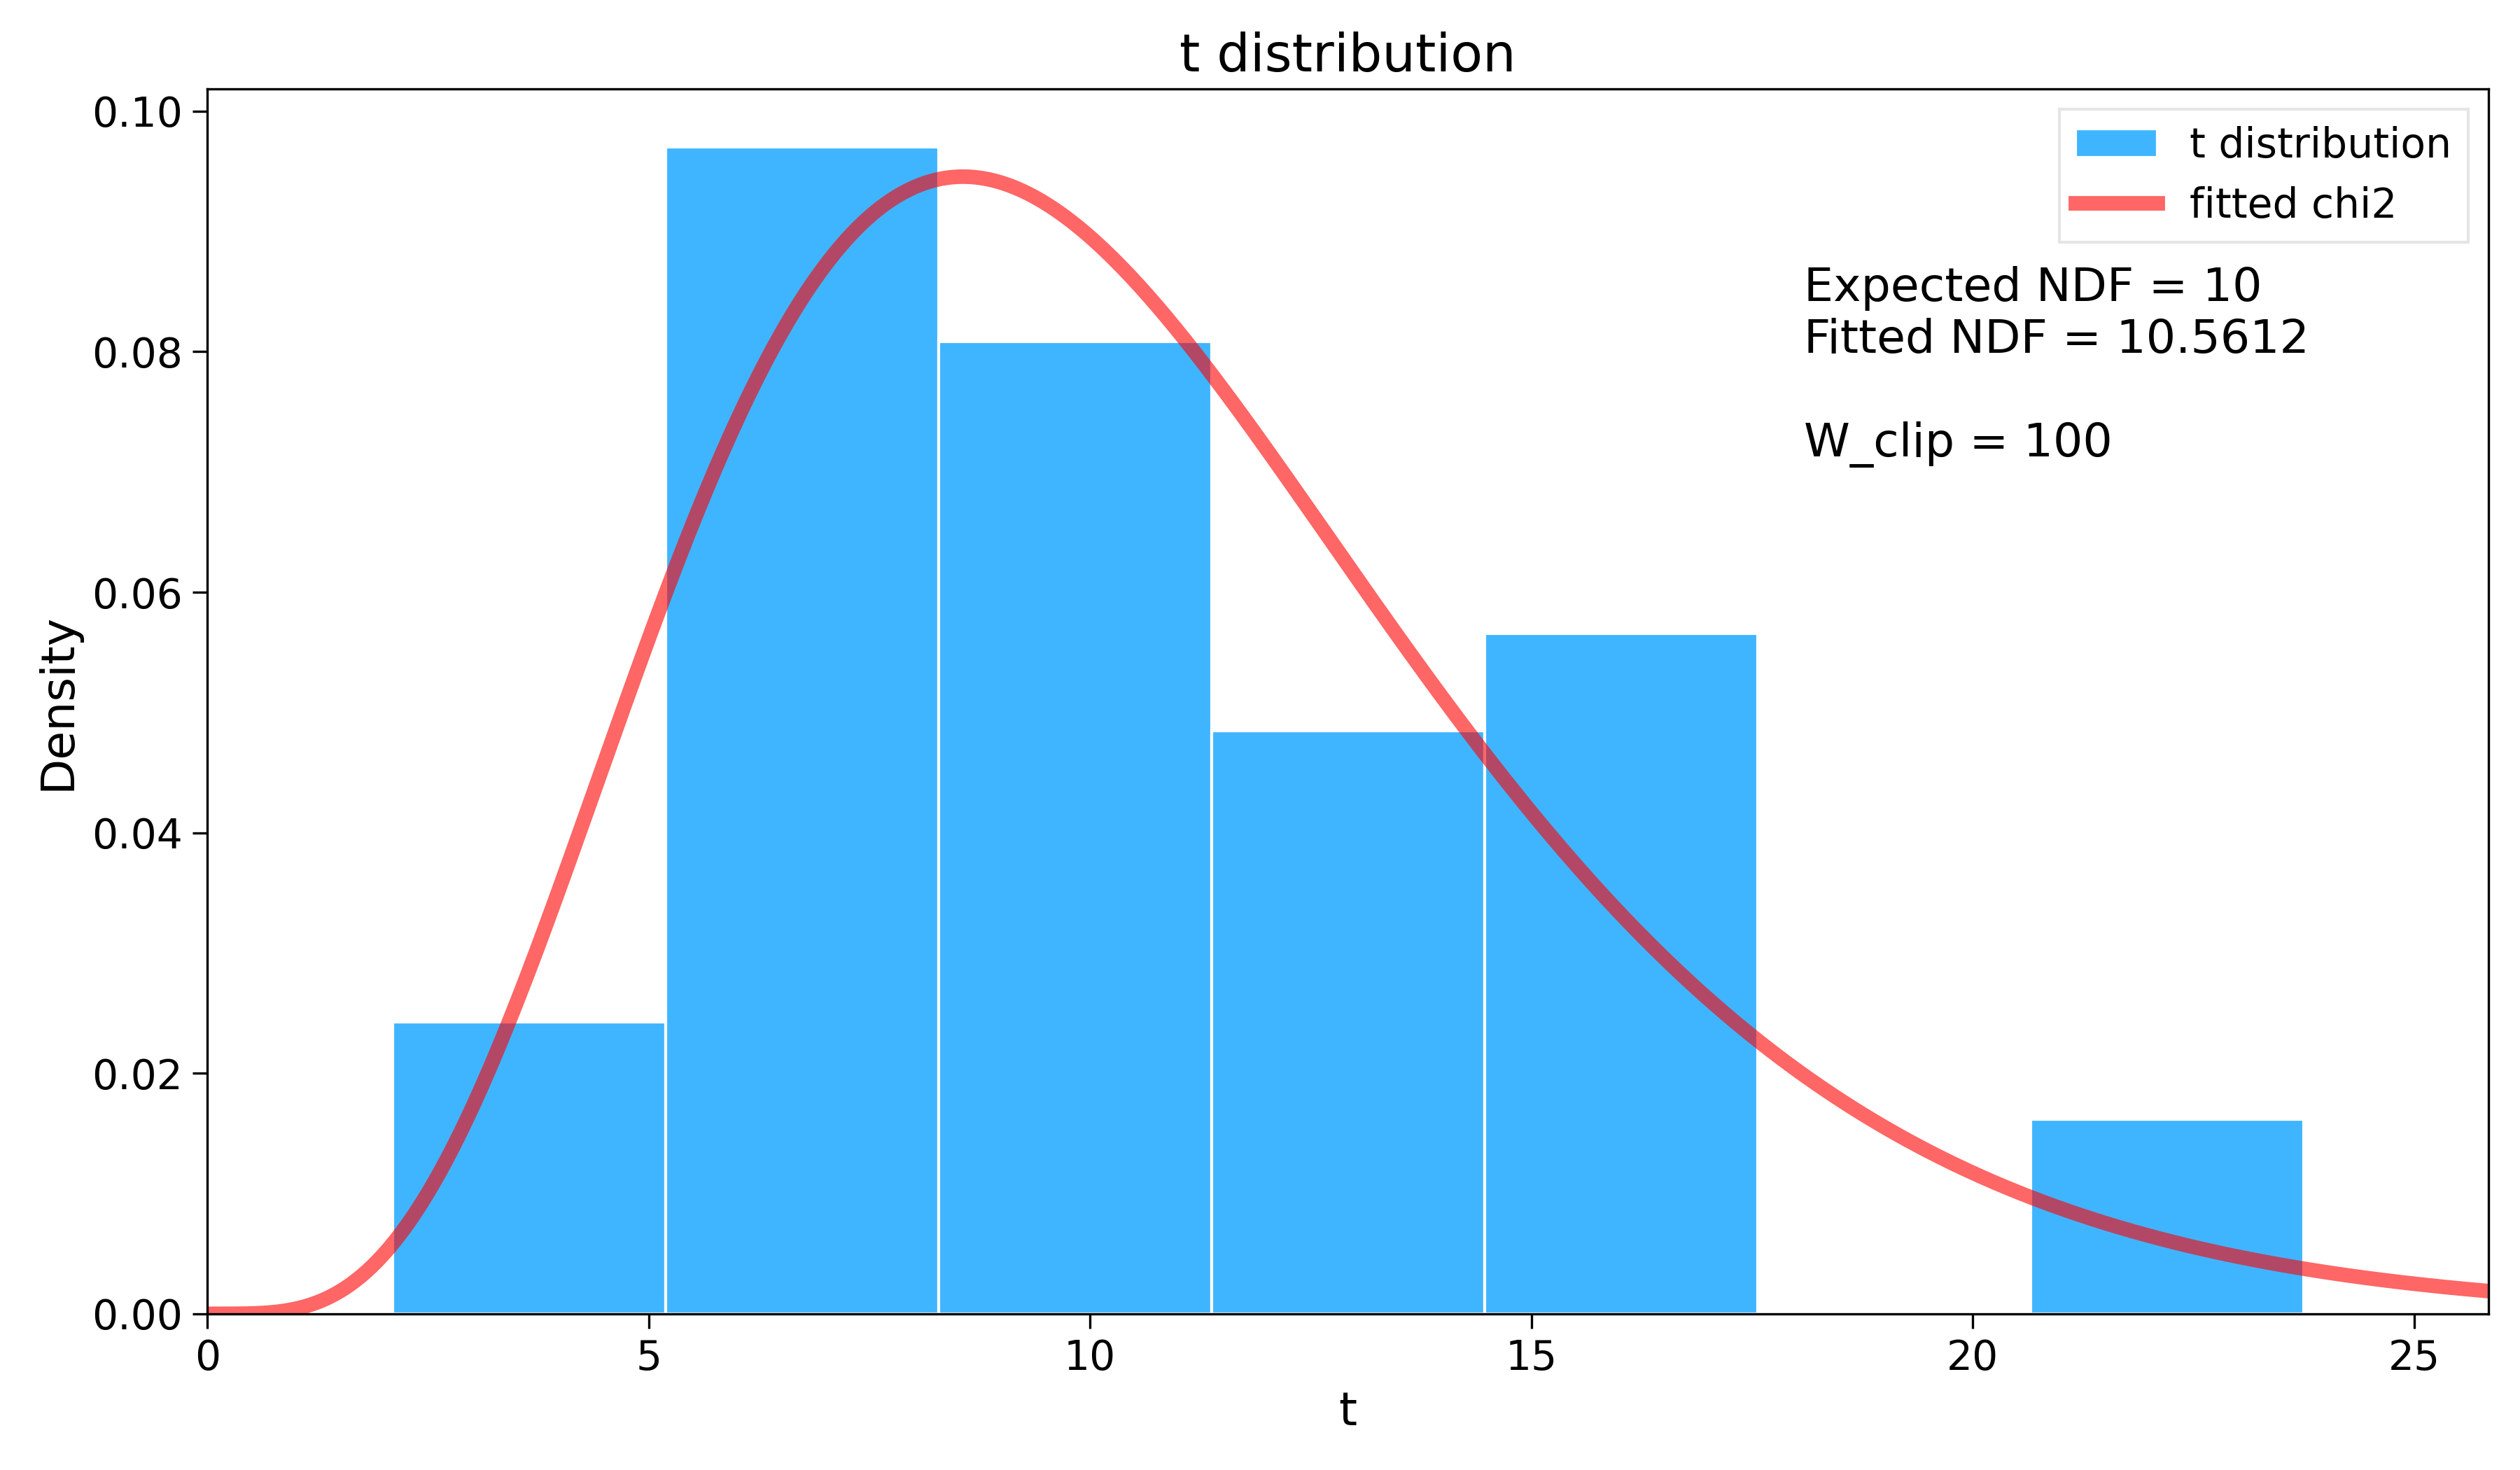 t distribution
t distribution
fitted chi2
Expected NDF = 10
Fitted NDF = 10.5612
W_clip = 100
Density
0.10
0.08
0.06
0.04
0.02
0.00
0 5 10 15 20 25
t